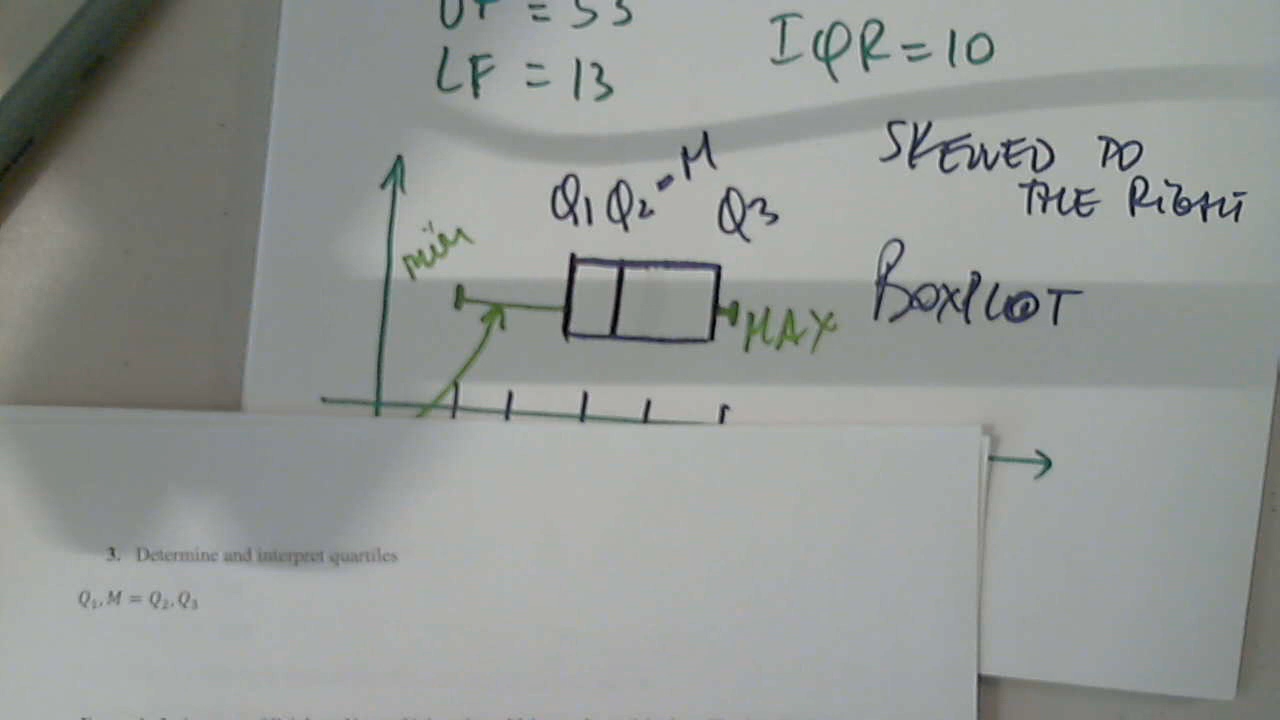 = 53
LF = 13
IQR = 10
SKEWED TO
THE RIGHT
Q1 Q2 = M
Q3
min
MAX
BOXPLOT
3. Determine and interpret quartiles
Q₁, M = Q₂, Q₃